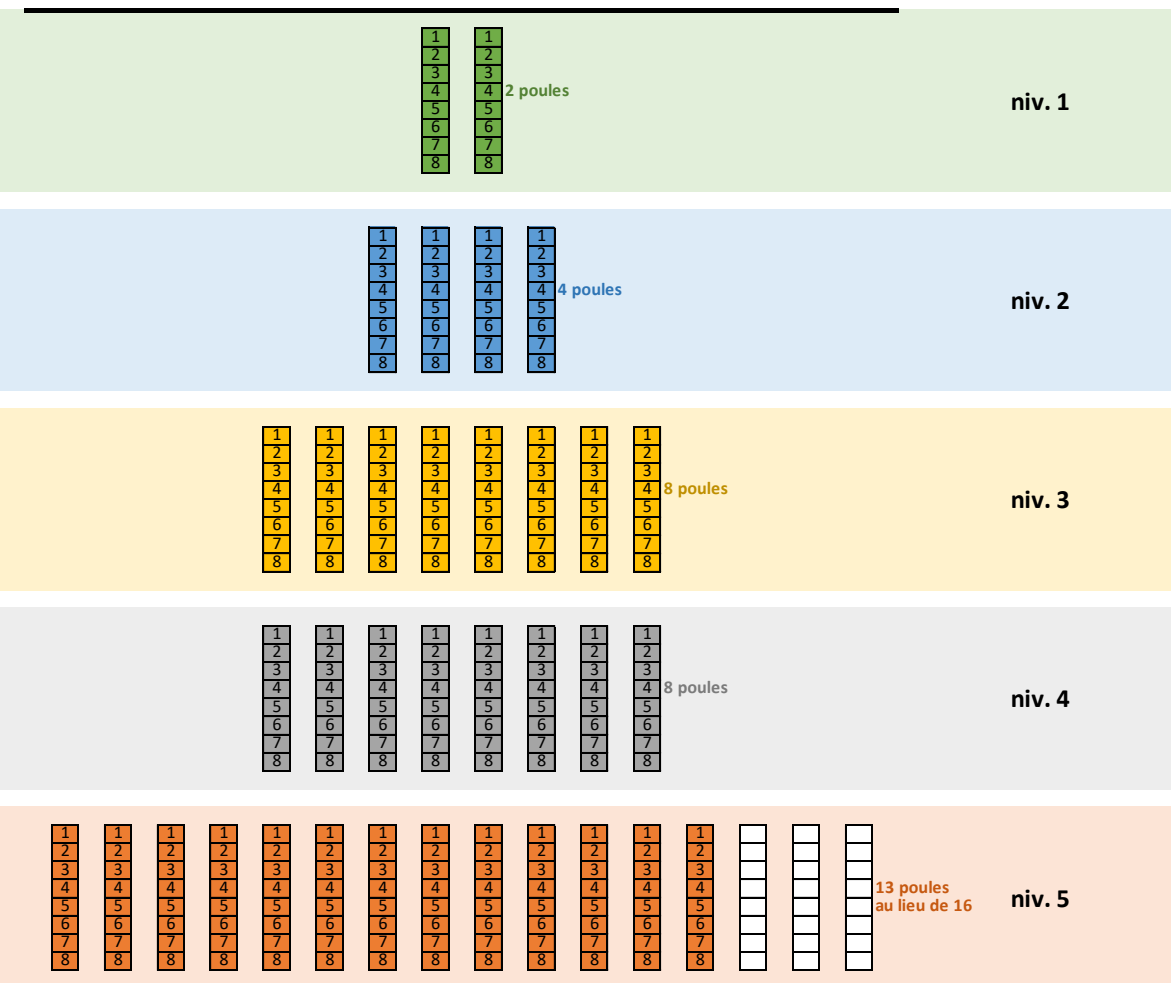 1 1
2 2
3 3
4 4 2 poules
5 5
6 6
7 7
8 8
niv. 1
1 1 1 1
2 2 2 2
3 3 3 3
4 4 4 4 4 poules
5 5 5 5
6 6 6 6
7 7 7 7
8 8 8 8
niv. 2
1 1 1 1 1 1 1 1
2 2 2 2 2 2 2 2
3 3 3 3 3 3 3 3
4 4 4 4 4 4 4 4 8 poules
5 5 5 5 5 5 5 5
6 6 6 6 6 6 6 6
7 7 7 7 7 7 7 7
8 8 8 8 8 8 8 8
niv. 3
1 1 1 1 1 1 1 1
2 2 2 2 2 2 2 2
3 3 3 3 3 3 3 3
4 4 4 4 4 4 4 4 8 poules
5 5 5 5 5 5 5 5
6 6 6 6 6 6 6 6
7 7 7 7 7 7 7 7
8 8 8 8 8 8 8 8
niv. 4
1 1 1 1 1 1 1 1 1 1 1 1 1
2 2 2 2 2 2 2 2 2 2 2 2 2
3 3 3 3 3 3 3 3 3 3 3 3 3
4 4 4 4 4 4 4 4 4 4 4 4 4 13 poules
5 5 5 5 5 5 5 5 5 5 5 5 5 au lieu de 16
6 6 6 6 6 6 6 6 6 6 6 6 6
7 7 7 7 7 7 7 7 7 7 7 7 7
8 8 8 8 8 8 8 8 8 8 8 8 8
niv. 5